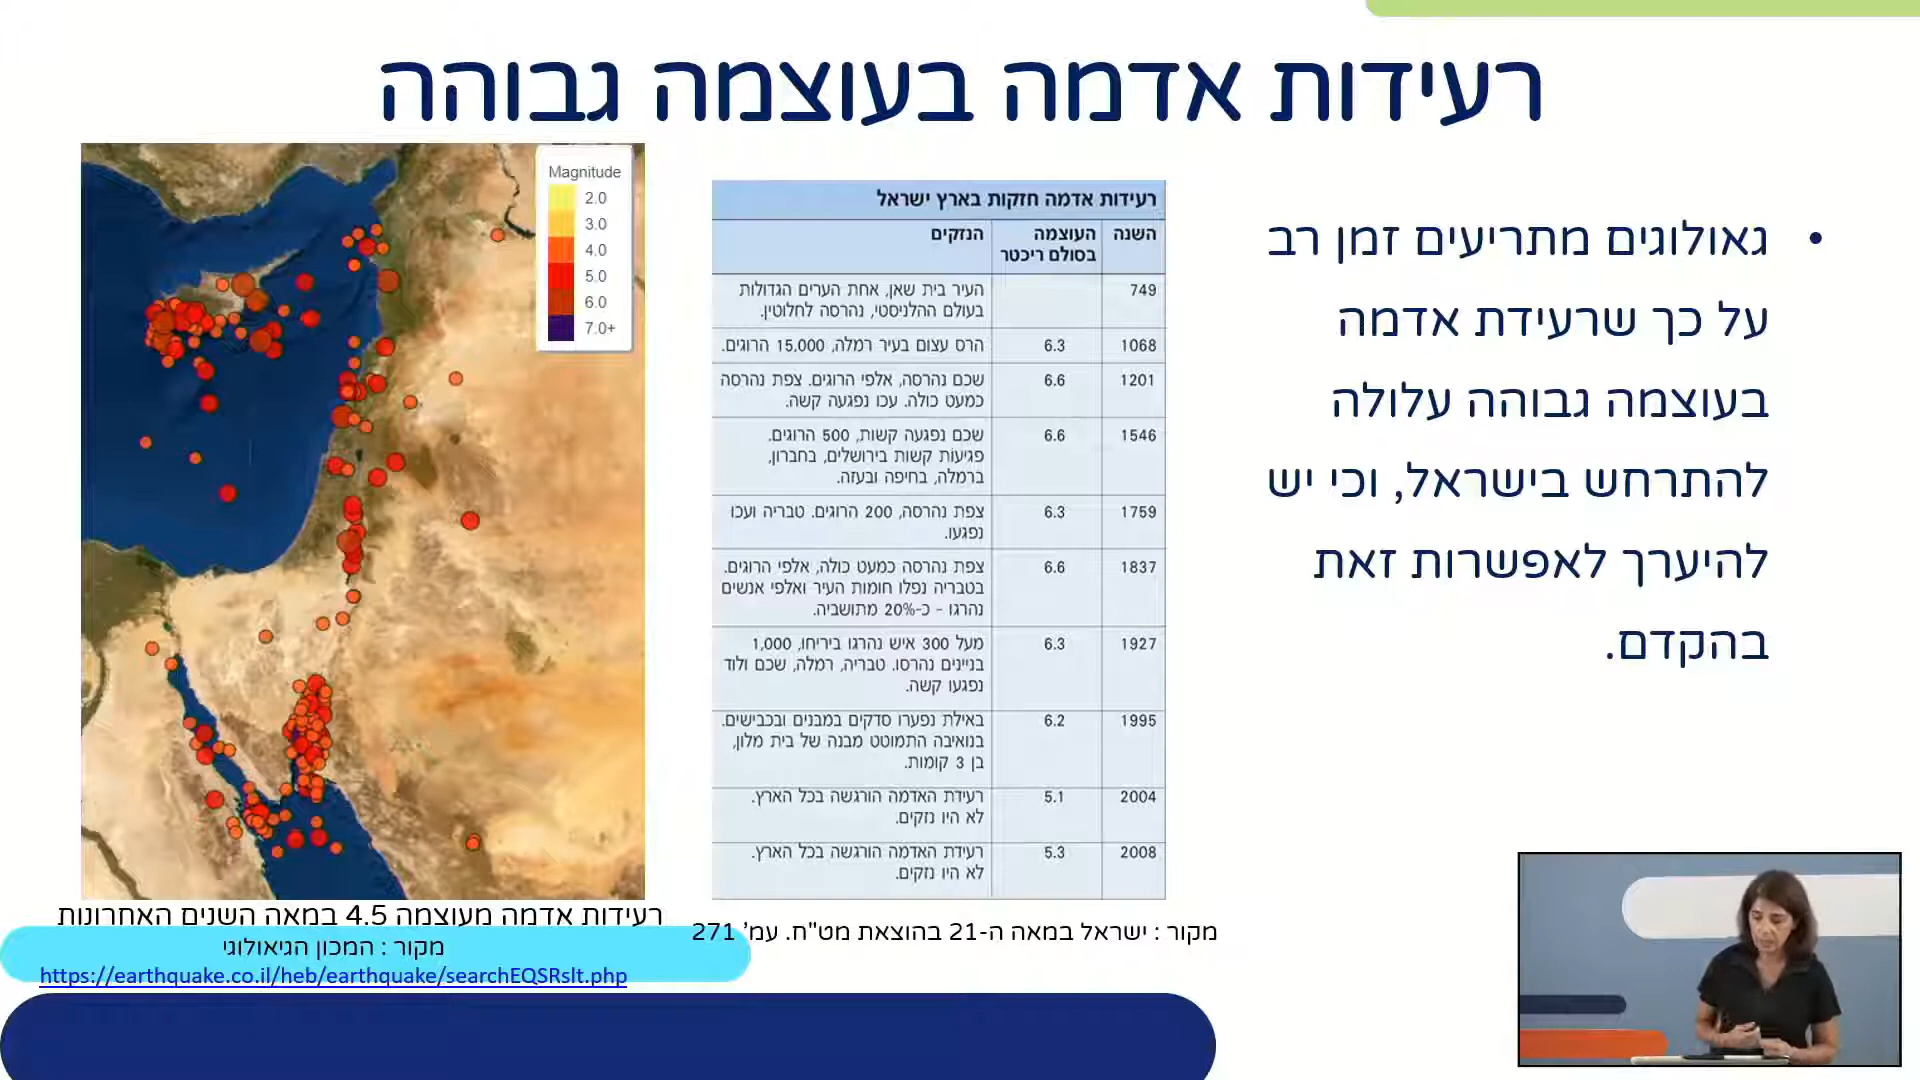 רעידות אדמה בעוצמה גבוהה
• גאולוגים מתריעים זמן רב
על כך שרעידת אדמה
בעוצמה גבוהה עלולה
להתרחש בישראל, וכי יש
להיערך לאפשרות זאת
בהקדם.
רעידות אדמה חזקות בארץ ישראל
השנה העוצמה הנזקים
בסולם ריכטר
749 העיר בית שאן, אחת הערים הגדולות
בעולם ההלניסטי, נהרסה לחלוטין.
1068 6.3 הרס עצום בעיר רמלה, 15,000 הרוגים.
1201 6.6 שכם נהרסה, אלפי הרוגים. צפת נהרסה
כמעט כולה. עכו נפגעה קשה.
1546 6.6 שכם נפגעה קשות, 500 הרוגים.
פגיעות קשות בירושלים, בחברון,
ברמלה, בחיפה ובעזה.
1759 6.3 צפת נהרסה, 200 הרוגים. טבריה ועכו
נפגעו.
1837 6.6 צפת נהרסה כמעט כולה, אלפי הרוגים.
בטבריה נפלו חומות העיר ואלפי אנשים
נהרגו - כ-20% מתושביה.
1927 6.3 מעל 300 איש נהרגו ביריחו, 1,000
בניינים נהרסו. טבריה, רמלה, שכם ולוד
נפגעו קשה.
1995 6.2 באילת נפערו סדקים במבנים ובכבישים.
בנואיבה התמוטט מבנה של בית מלון,
בן 3 קומות.
2004 5.1 רעידת האדמה הורגשה בכל הארץ.
לא היו נזקים.
2008 5.3 רעידת האדמה הורגשה בכל הארץ.
לא היו נזקים.
מקור : ישראל במאה ה-21 בהוצאת מט"ח. עמ' 271
Magnitude
2.0
3.0
4.0
5.0
6.0
7.0+
רעידות אדמה מעוצמה 4.5 במאה השנים האחרונות
מקור : המכון הגיאולוגי
https://earthquake.co.il/heb/earthquake/searchEQSRslt.php